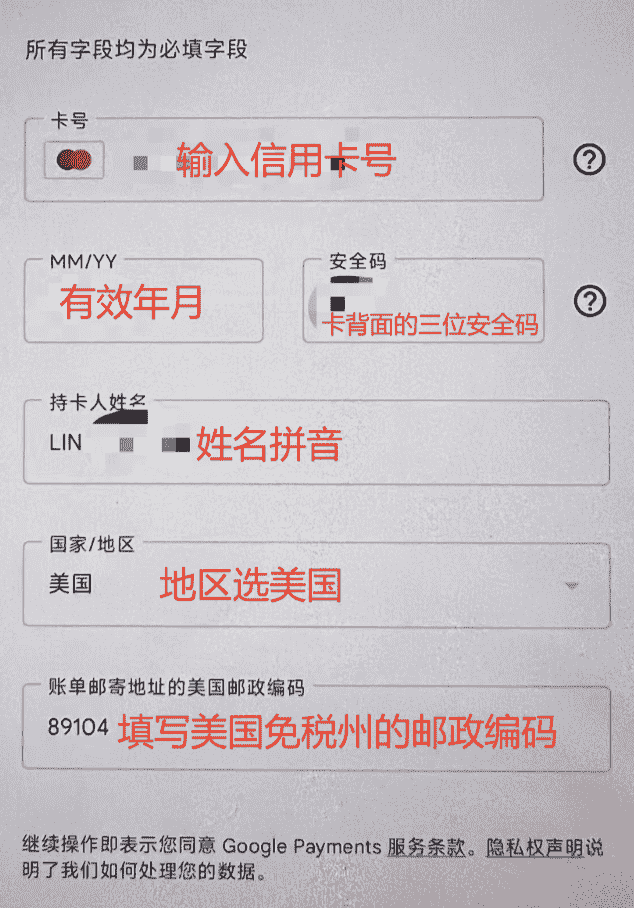 所有字段均为必填字段
卡号
输入信用卡号
MM/YY
安全码
有效年月
卡背面的三位安全码
持卡人姓名
LIN 姓名拼音
国家/地区
美国 地区选美国
账单邮寄地址的美国邮政编码
89104 填写美国免税州的邮政编码
继续操作即表示您同意 Google Payments 服务条款。隐私权声明说
明了我们如何处理您的数据。